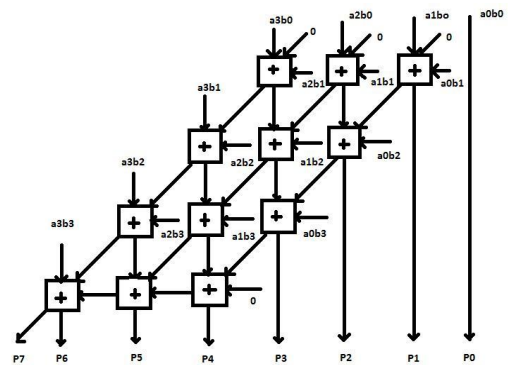 a3b0 a2b0 a1bo a0b0
0 0 0
+ a2b1 + a1b1 + a0b1
a3b1
+ a2b2 + a1b2 + a0b2
a3b2
+ a2b3 + a1b3 + a0b3
a3b3
+ + + 0
P7 P6 P5 P4 P3 P2 P1 P0